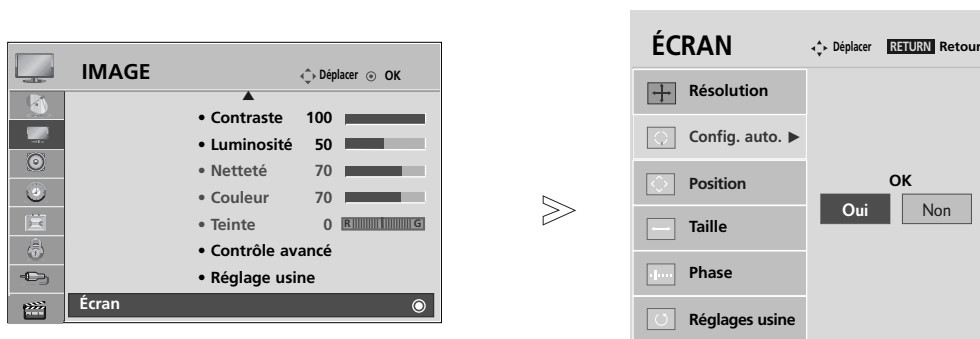 IMAGE
Déplacer OK
• Contraste 100
• Luminosité 50
• Netteté 70
• Couleur 70
• Teinte 0 R G
• Contrôle avancé
• Réglage usine
Écran
ÉCRAN
Déplacer RETURN Retour
Résolution
Config. auto. ►
Position
Taille
Phase
Réglages usine
OK
Oui Non